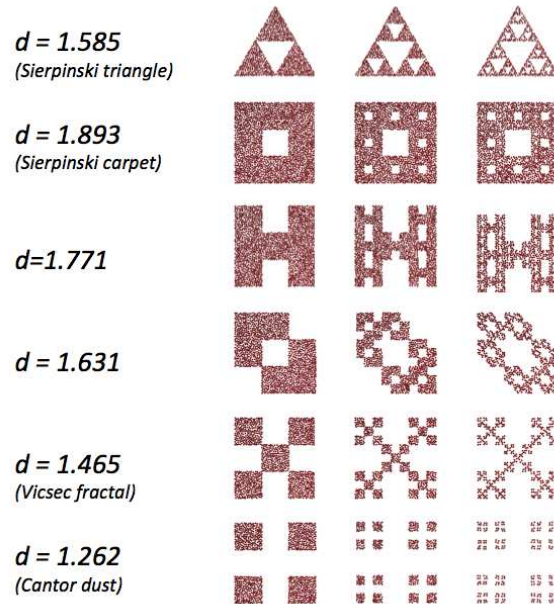 d = 1.585
(Sierpinski triangle)
d = 1.893
(Sierpinski carpet)
d=1.771
d = 1.631
d = 1.465
(Vicsec fractal)
d = 1.262
(Cantor dust)